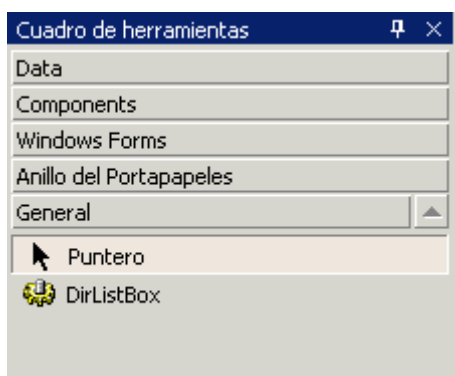 Cuadro de herramientas
Data
Components
Windows Forms
Anillo del Portapapeles
General
Puntero
DirListBox